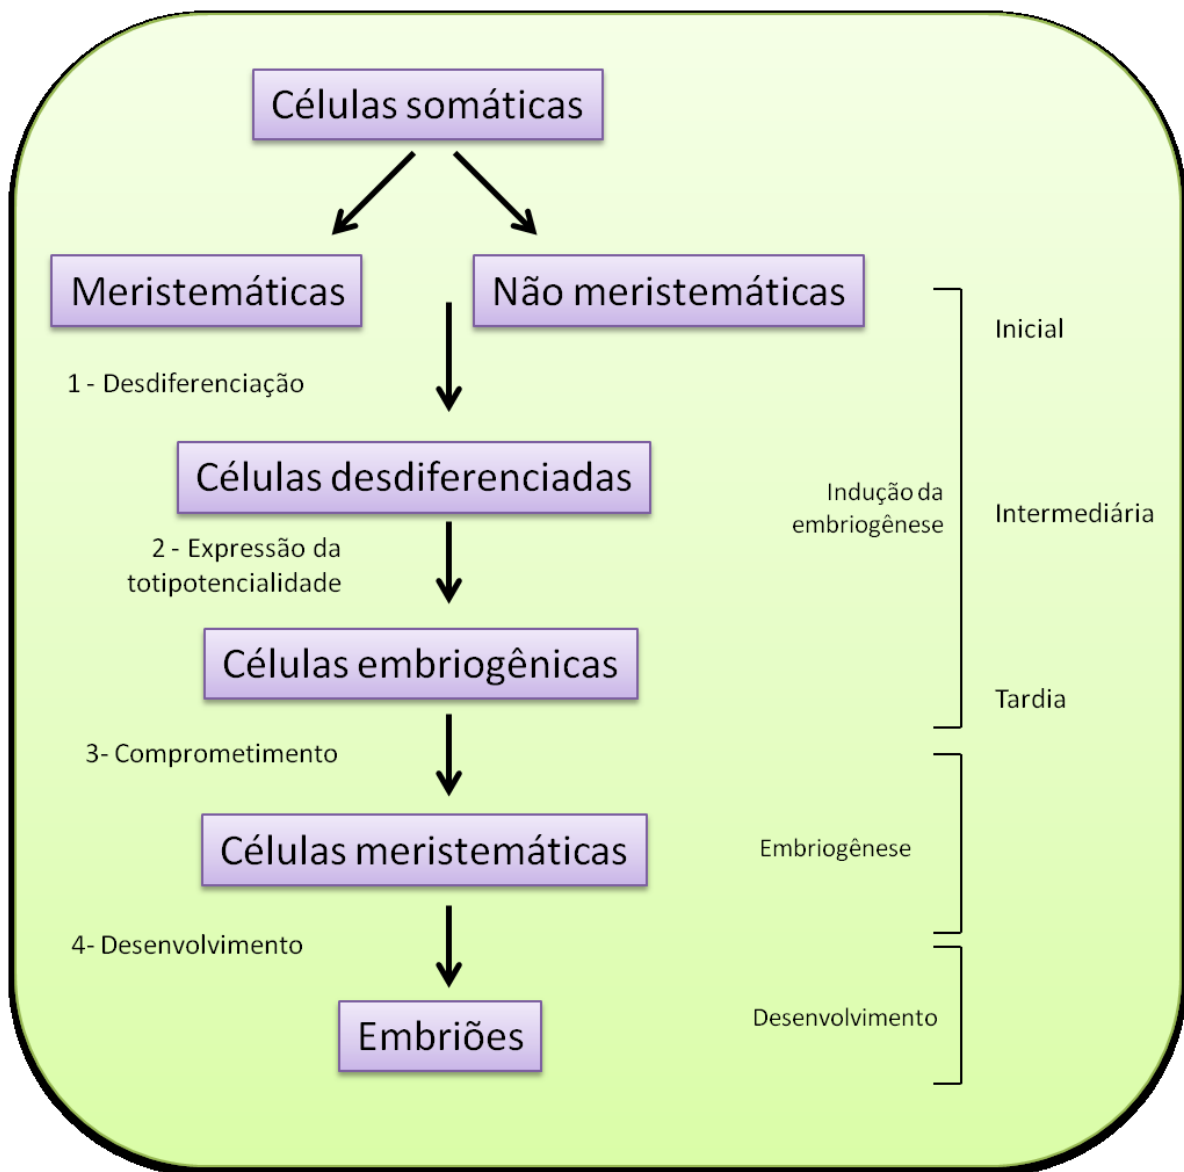 Células somáticas
Meristemáticas
Não meristemáticas
Inicial
1 - Desdiferenciação
Células desdiferenciadas
Indução da
embriogênese
Intermediária
2 - Expressão da
totipotencialidade
Células embriogênicas
Tardia
3- Comprometimento
Células meristemáticas
Embriogênese
4- Desenvolvimento
Embriões
Desenvolvimento